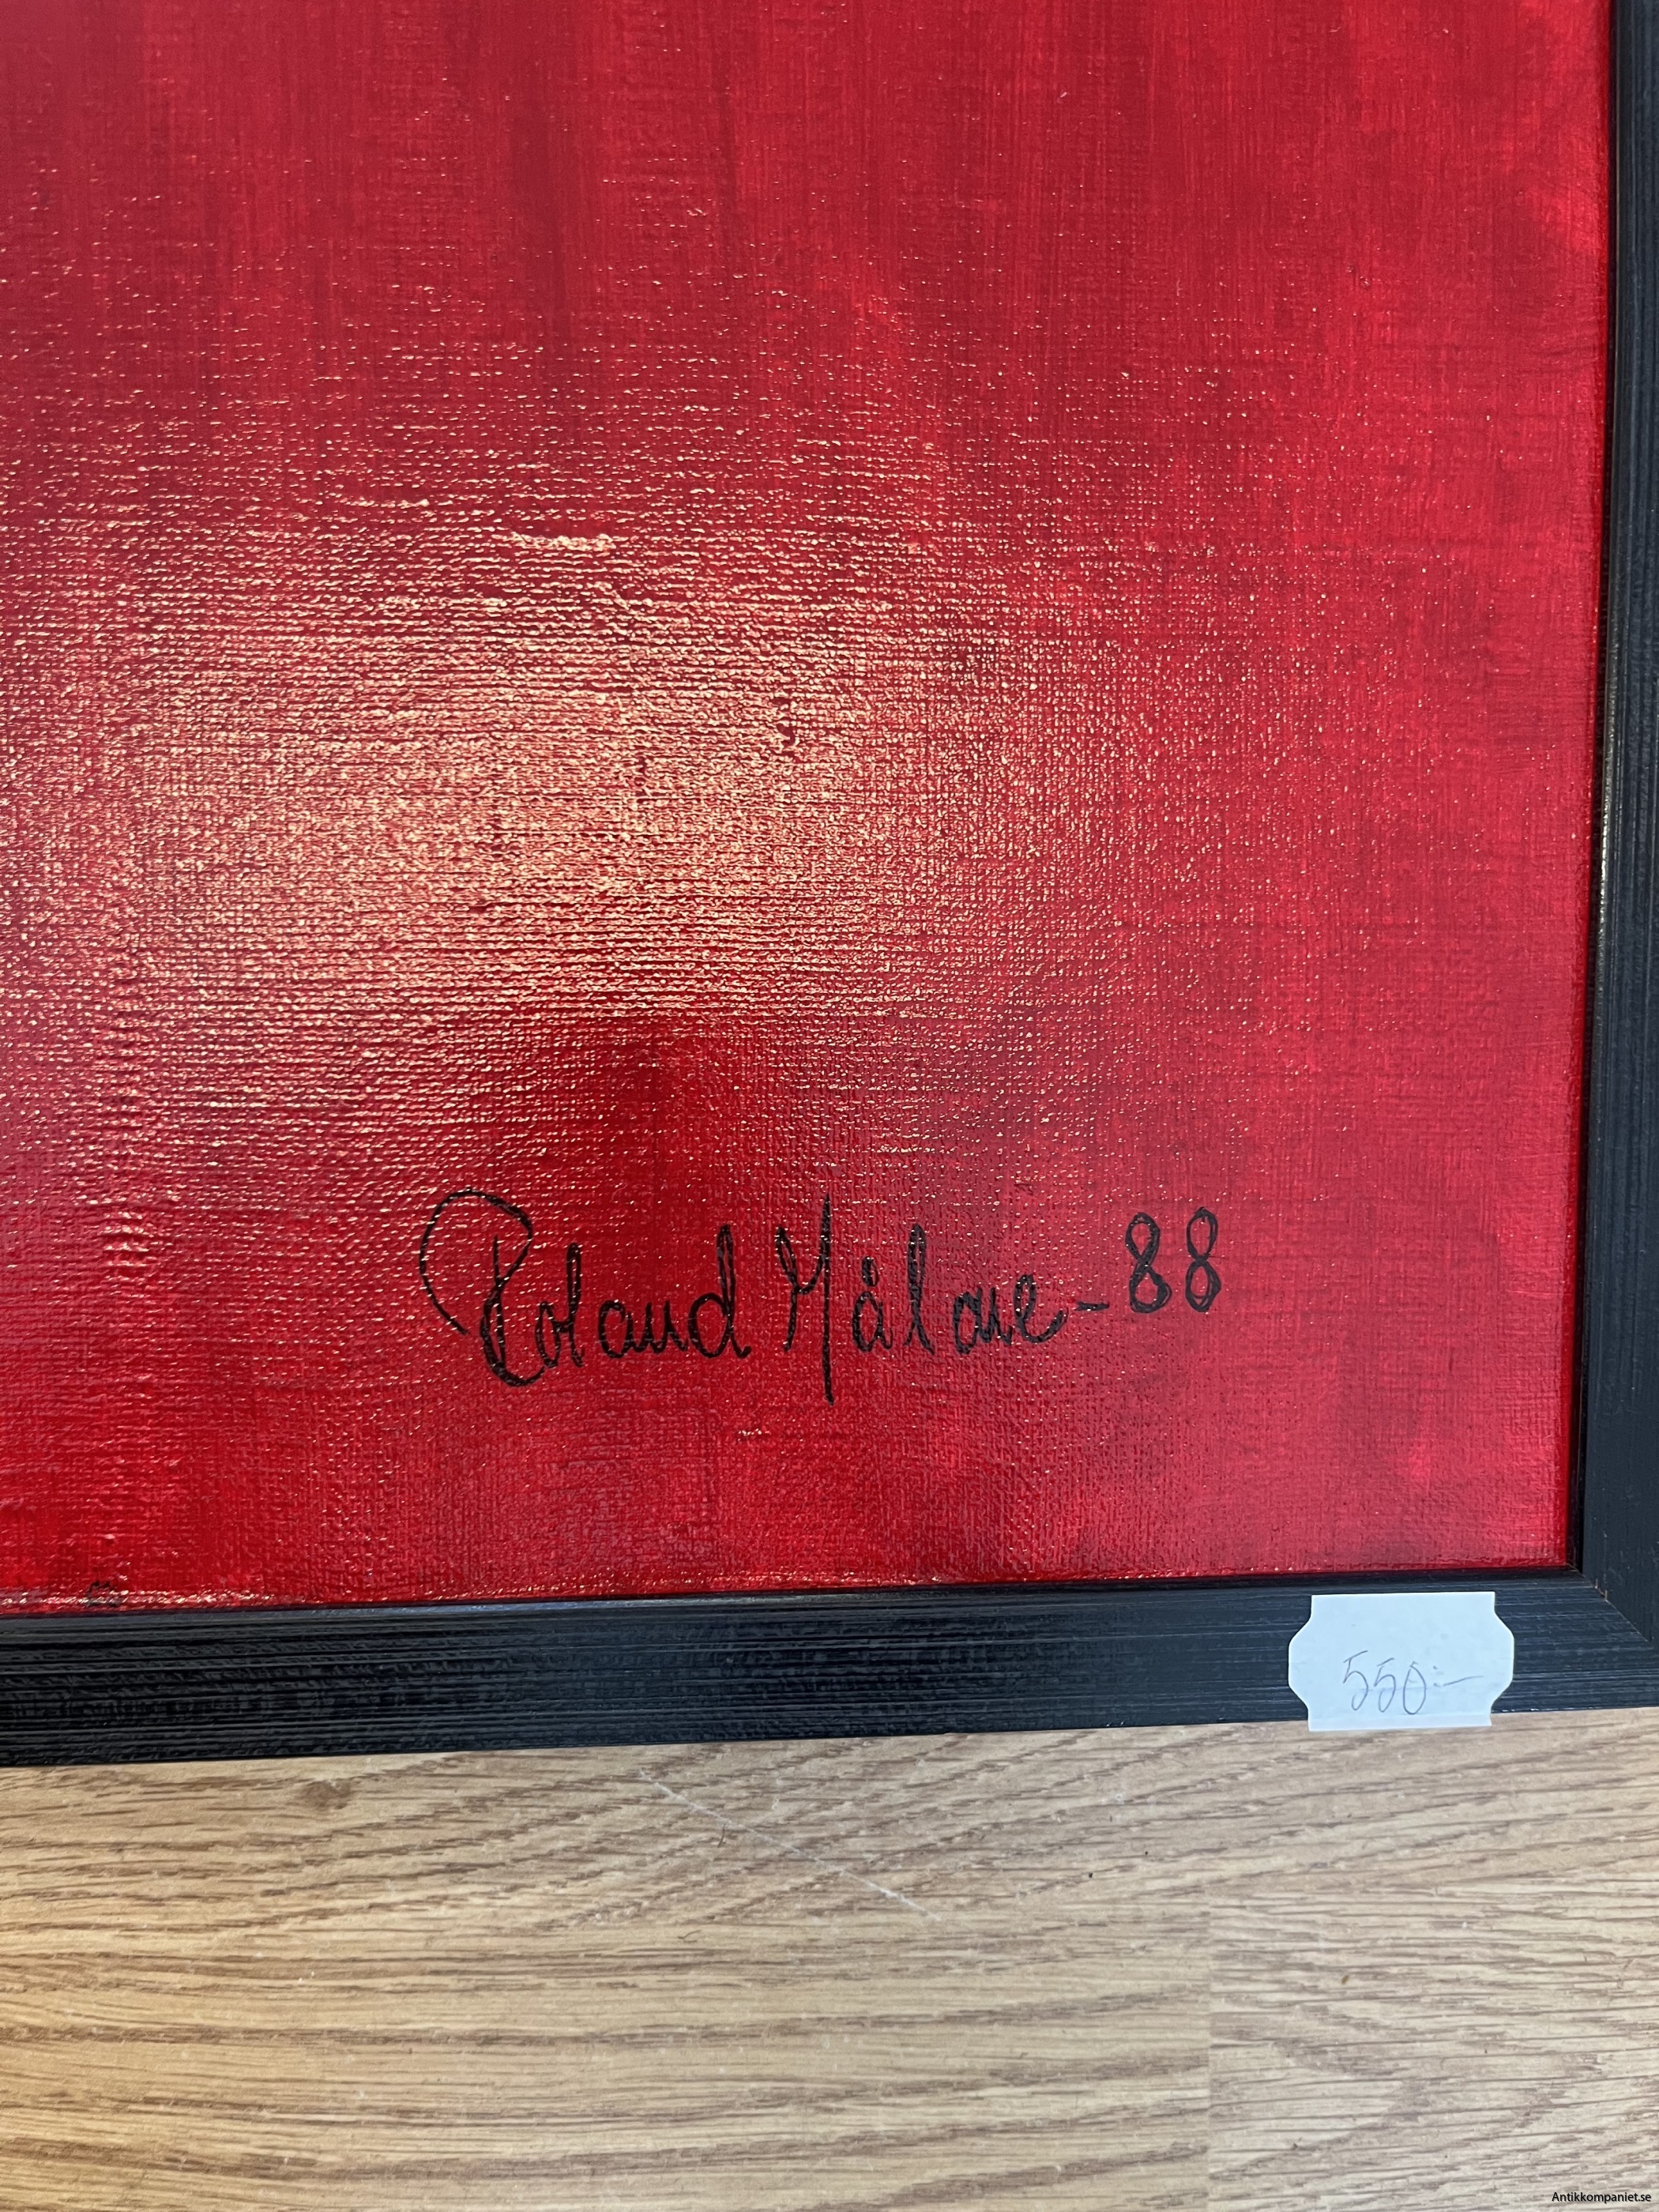 Roland Målare-88
550:-
Antikkompaniet.se